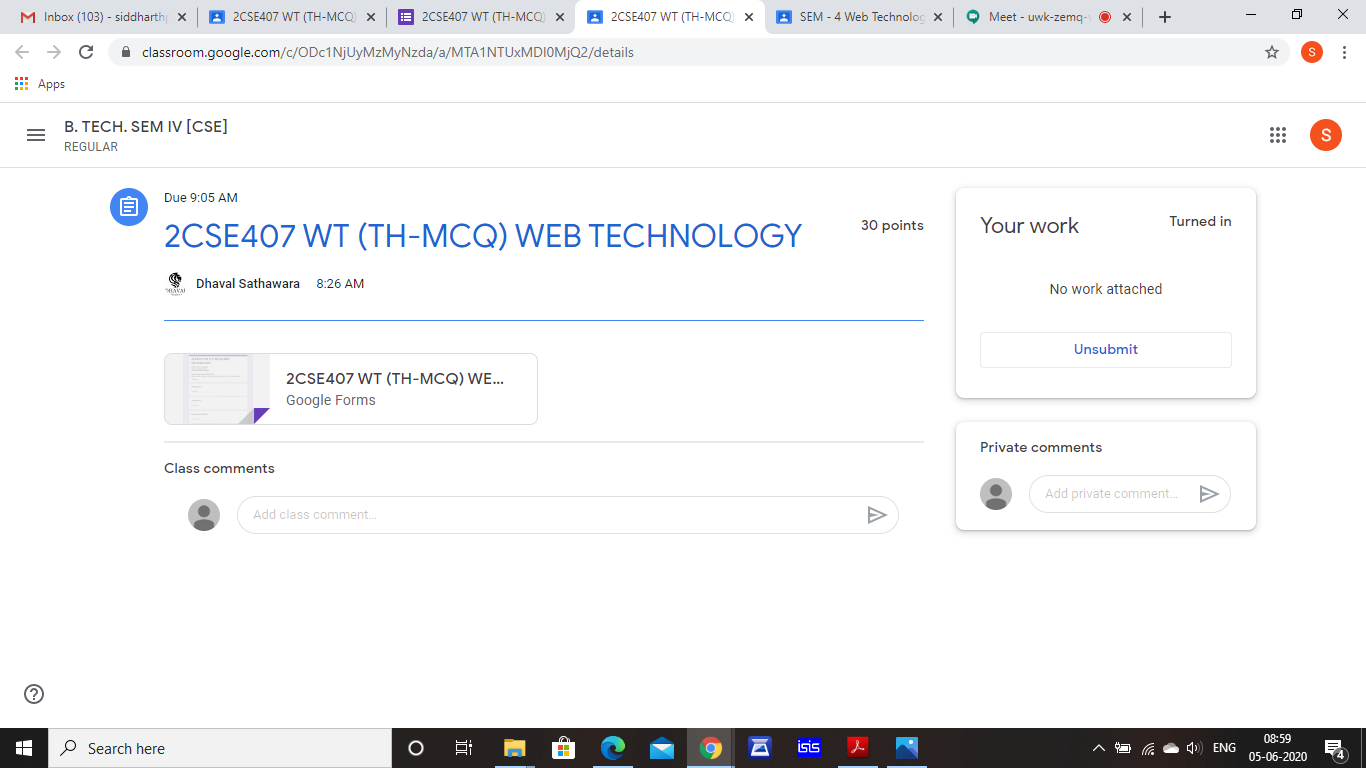 Inbox (103) - siddharth
2CSE407 WT (TH-MCQ)
2CSE407 WT (TH-MCQ)
2CSE407 WT (TH-MCQ)
SEM - 4 Web Technolog
Meet - uwk-zemq-
classroom.google.com/c/ODc1NjUyMzMyNzda/a/MTA1NTUxMDI0MjQ2/details
S
Apps
B. TECH. SEM IV [CSE]
REGULAR
S
Due 9:05 AM
2CSE407 WT (TH-MCQ) WEB TECHNOLOGY
30 points
Dhaval Sathawara 8:26 AM
2CSE407 WT (TH-MCQ) WE...
Google Forms
Class comments
Add class comment...
Your work
Turned in
No work attached
Unsubmit
Private comments
Add private comment...
Search here
isis
ENG
08:59
05-06-2020
4